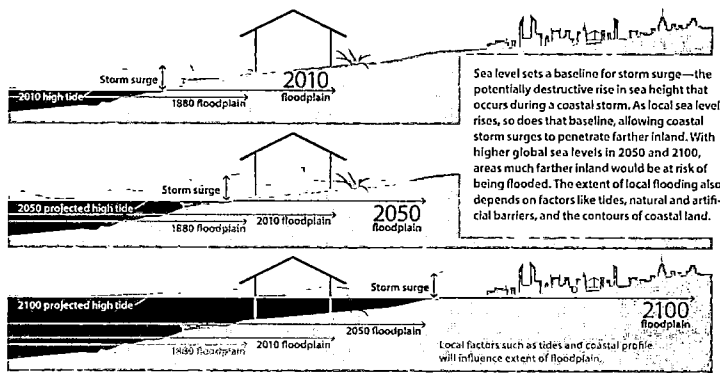 Storm surge
2010
floodplain
2010 high tide
1880 floodplain
Sea level sets a baseline for storm surge—the
potentially destructive rise in sea height that
occurs during a coastal storm. As local sea level
rises, so does that baseline, allowing coastal
storm surges to penetrate farther inland. With
higher global sea levels in 2050 and 2100,
areas much farther inland would be at risk of
being flooded. The extent of local flooding also
depends on factors like tides, natural and artifi-
cial barriers, and the contours of coastal land.
Storm surge
2050 projected high tide
2050
floodplain
1880 floodplain
2010 floodplain
Storm surge
2100 projected high tide
2100
floodplain
2050 floodplain
1880 floodplain
2010 floodplain
Local factors such as tides and coastal profile
will influence extent of floodplain.